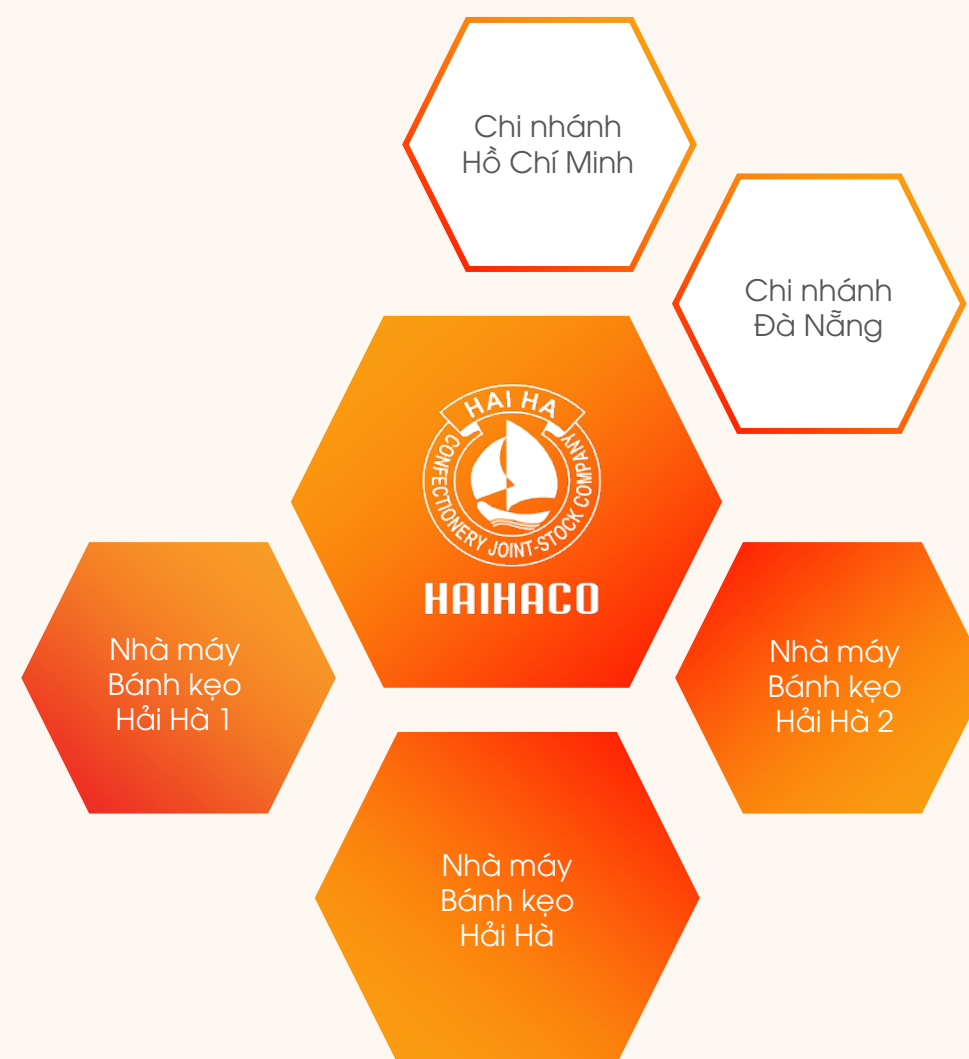 Chi nhánh
Hồ Chí Minh
Chi nhánh
Đà Nẵng
HAI HA
CONFECTIONERY JOINT-STOCK COMPANY
HAIHACO
Nhà máy
Bánh kẹo
Hải Hà 1
Nhà máy
Bánh kẹo
Hải Hà 2
Nhà máy
Bánh kẹo
Hải Hà